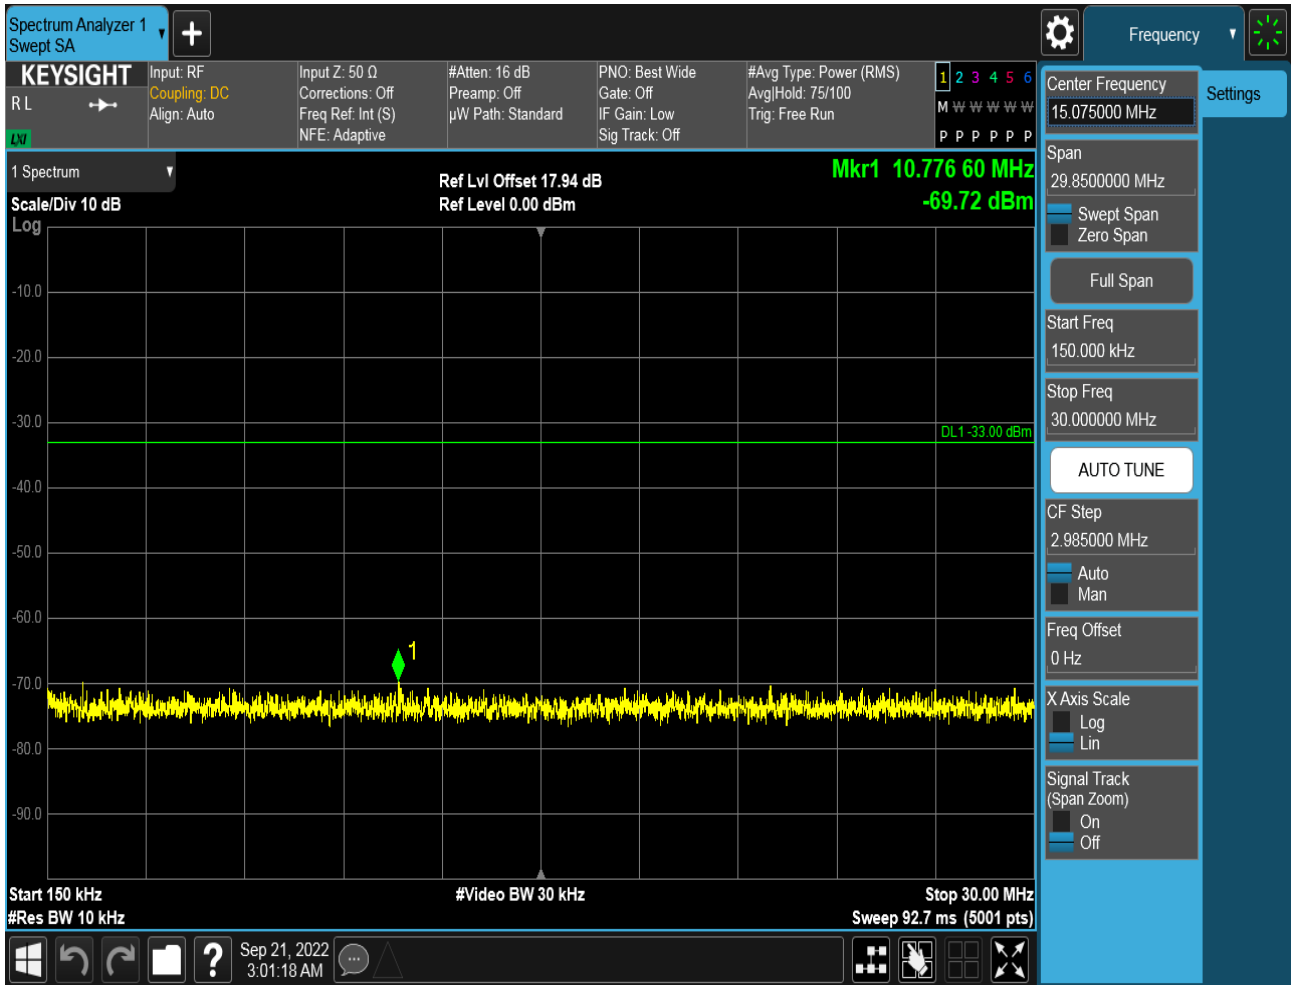 Spectrum Analyzer 1
Swept SA
Frequency
KEYSIGHT
R L
LXI
Input: RF
Coupling: DC
Align: Auto
Input Z: 50 Ω
Corrections: Off
Freq Ref: Int (S)
NFE: Adaptive
#Atten: 16 dB
Preamp: Off
µW Path: Standard
PNO: Best Wide
Gate: Off
IF Gain: Low
Sig Track: Off
#Avg Type: Power (RMS)
Avg|Hold: 75/100
Trig: Free Run
1 2 3 4 5 6
M W W W W W
P P P P P P
1 Spectrum
Scale/Div 10 dB
Log
Ref Lvl Offset 17.94 dB
Ref Level 0.00 dBm
Mkr1 10.776 60 MHz
-69.72 dBm
-10.0
-20.0
-30.0
DL1 -33.00 dBm
-40.0
-50.0
-60.0
1
-70.0
-80.0
-90.0
Start 150 kHz
#Res BW 10 kHz
#Video BW 30 kHz
Stop 30.00 MHz
Sweep 92.7 ms (5001 pts)
?
Sep 21, 2022
3:01:18 AM
Center Frequency
15.075000 MHz
Settings
Span
29.8500000 MHz
Swept Span
Zero Span
Full Span
Start Freq
150.000 kHz
Stop Freq
30.000000 MHz
AUTO TUNE
CF Step
2.985000 MHz
Auto
Man
Freq Offset
0 Hz
X Axis Scale
Log
Lin
Signal Track
(Span Zoom)
On
Off